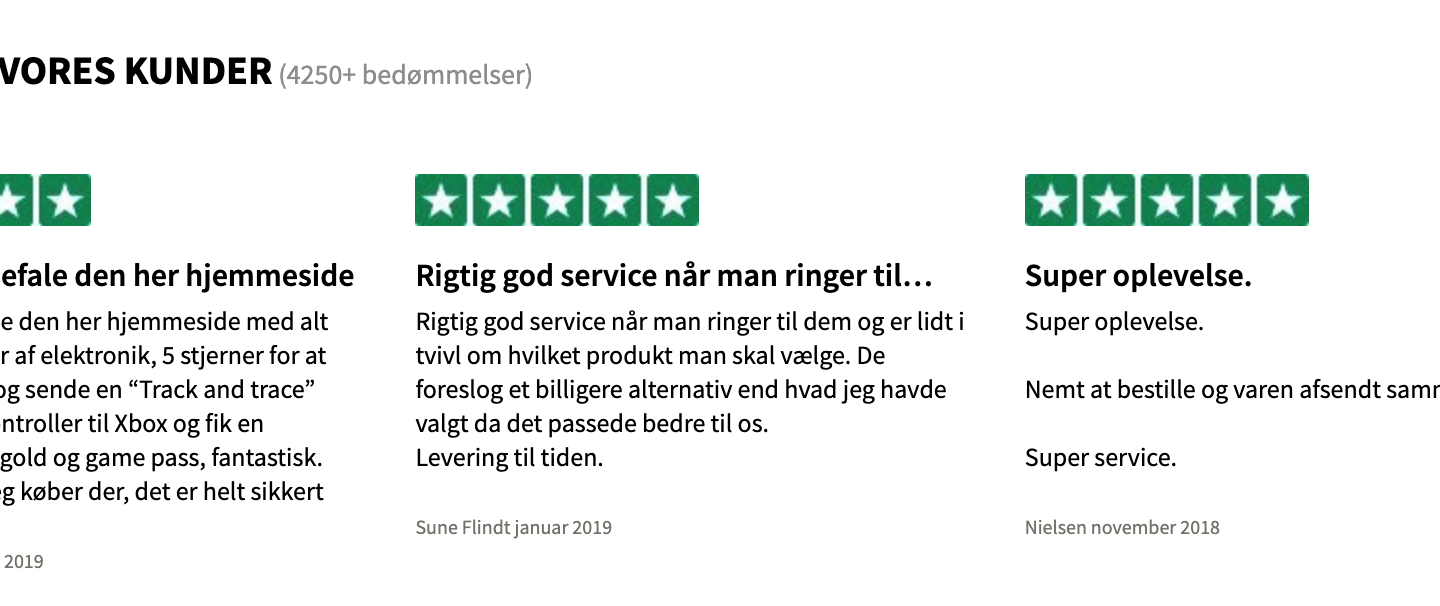 VORES KUNDER (4250+ bedømmelser)
efale den her hjemmeside
e den her hjemmeside med alt
r af elektronik, 5 stjerner for at
og sende en “Track and trace”
ntroller til Xbox og fik en
gold og game pass, fantastisk.
eg køber der, det er helt sikkert
2019
Rigtig god service når man ringer til…
Rigtig god service når man ringer til dem og er lidt i
tvivl om hvilket produkt man skal vælge. De
foreslog et billigere alternativ end hvad jeg havde
valgt da det passede bedre til os.
Levering til tiden.
Sune Flindt januar 2019
Super oplevelse.
Super oplevelse.
Nemt at bestille og varen afsendt samm
Super service.
Nielsen november 2018